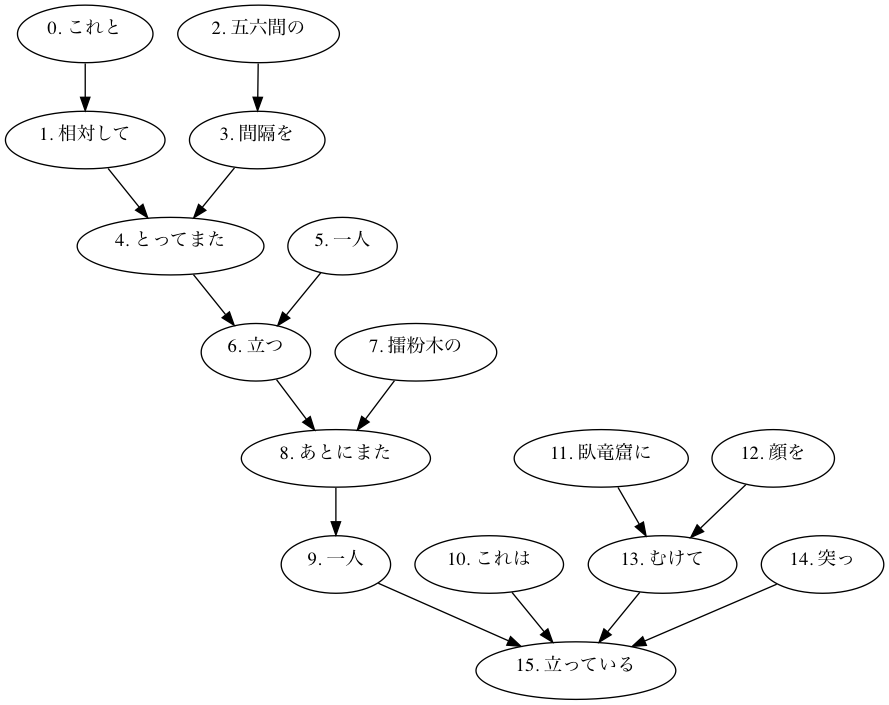 0. これと
2. 五六間の
1. 相対して
3. 間隔を
4. とってまた
5. 一人
6. 立つ
7. 擂粉木の
8. あとにまた
11. 臥竜窟に
12. 顔を
9. 一人
10. これは
13. むけて
14. 突っ
15. 立っている